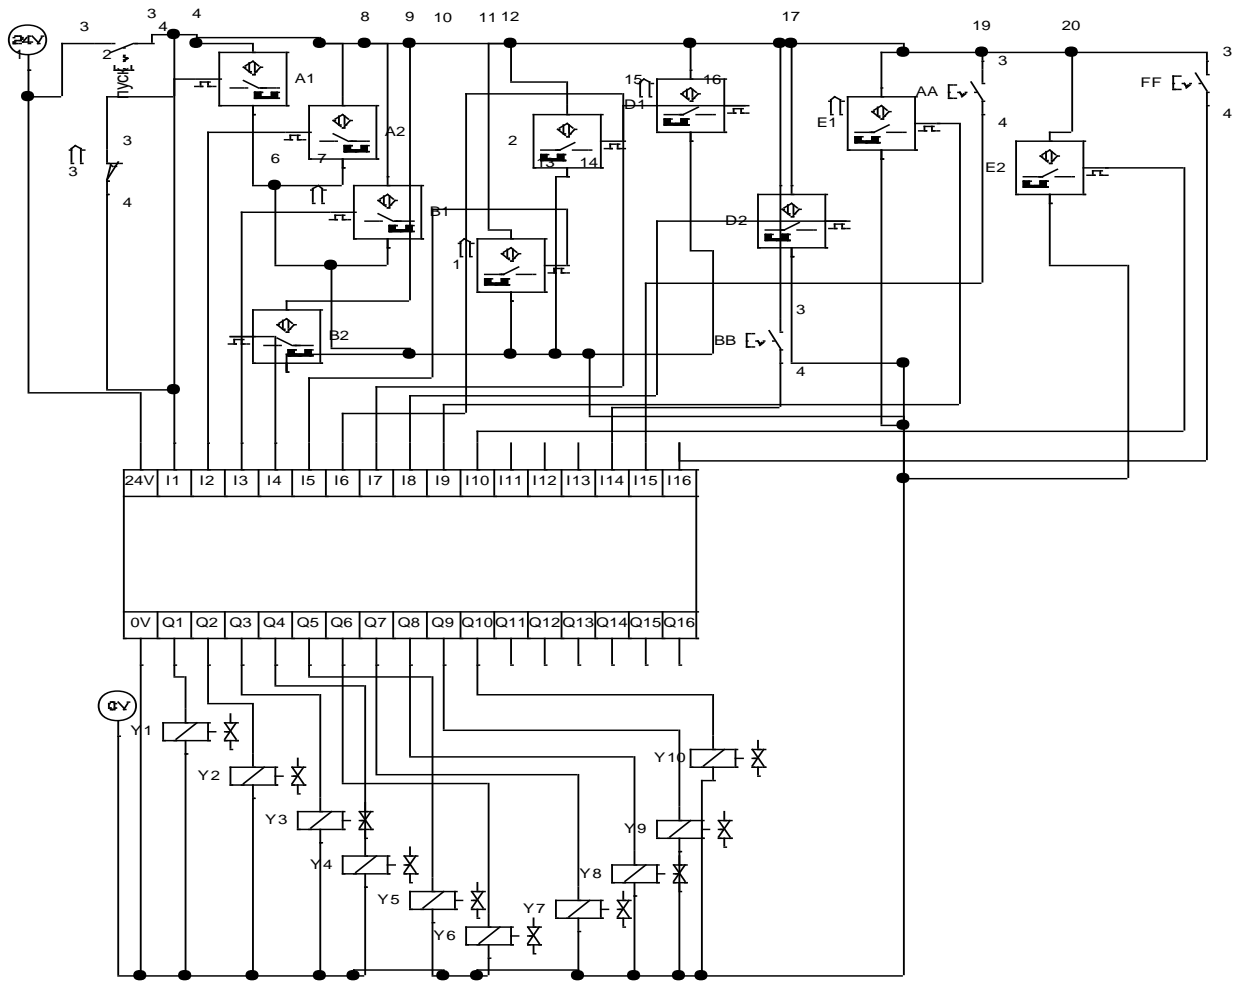 3 3 4 8 9 10 11 12 17 19 20
24V 1 2 4 3 3
ПУСК A1 15 16 AA FF
D1 E1 4 4
A2 2
3 6 7 13 14 E2
3
4 B1 D2
1
3
B2 BB
4
24V I1 I2 I3 I4 I5 I6 I7 I8 I9 I10 I11 I12 I13 I14 I15 I16
0V Q1 Q2 Q3 Q4 Q5 Q6 Q7 Q8 Q9 Q10 Q11 Q12 Q13 Q14 Q15 Q16
0V
Y1
Y10
Y2
Y3
Y9
Y4
Y8
Y5
Y7
Y6